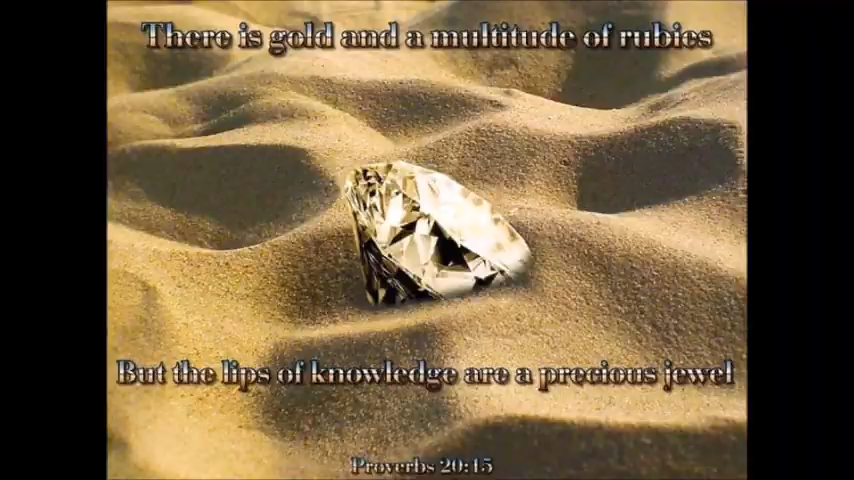 There is gold and a multitude of rubies
But the lips of knowledge are a precious jewel
Proverbs 20:15